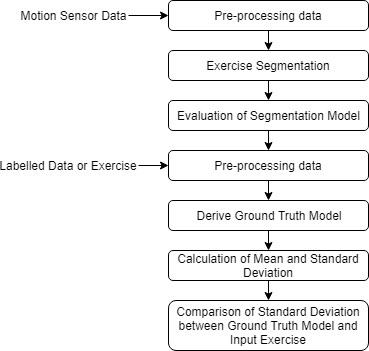 Motion Sensor Data
Pre-processing data
Exercise Segmentation
Evaluation of Segmentation Model
Labelled Data or Exercise
Pre-processing data
Derive Ground Truth Model
Calculation of Mean and Standard
Deviation
Comparison of Standard Deviation
between Ground Truth Model and
Input Exercise